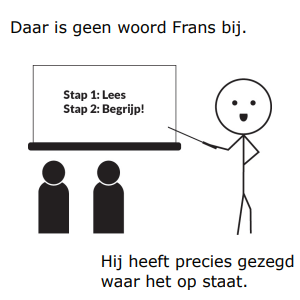 Daar is geen woord Frans bij.
Stap 1: Lees
Stap 2: Begrijp!
Hij heeft precies gezegd
waar het op staat.